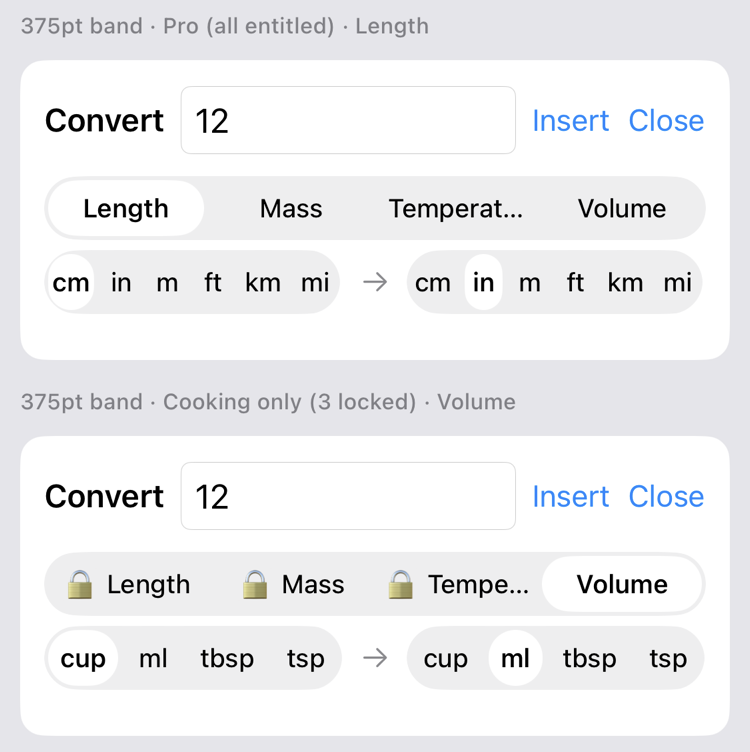 375pt band · Pro (all entitled) · Length
Convert 12 Insert Close
Length Mass Temperat... Volume
cm in m ft km mi → cm in m ft km mi
375pt band · Cooking only (3 locked) · Volume
Convert 12 Insert Close
🔒 Length 🔒 Mass 🔒 Tempe... Volume
cup ml tbsp tsp → cup ml tbsp tsp